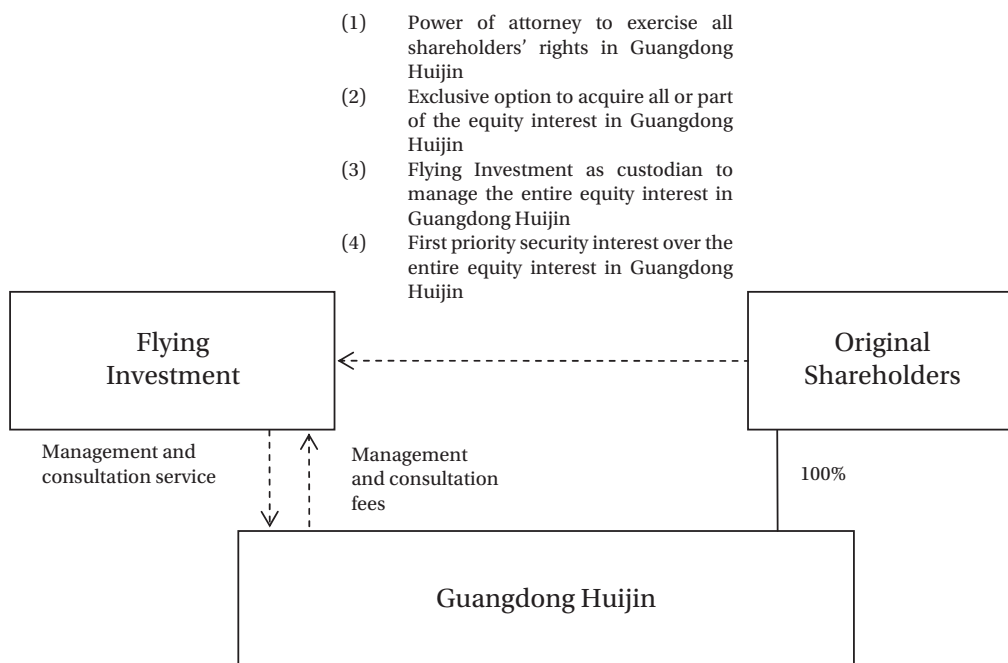 (1) Power of attorney to exercise all
shareholders’ rights in Guangdong
Huijin
(2) Exclusive option to acquire all or part
of the equity interest in Guangdong
Huijin
(3) Flying Investment as custodian to
manage the entire equity interest in
Guangdong Huijin
(4) First priority security interest over the
entire equity interest in Guangdong
Huijin
Flying
Investment
Original
Shareholders
Management and
consultation service
Management
and consultation
fees
100%
Guangdong Huijin